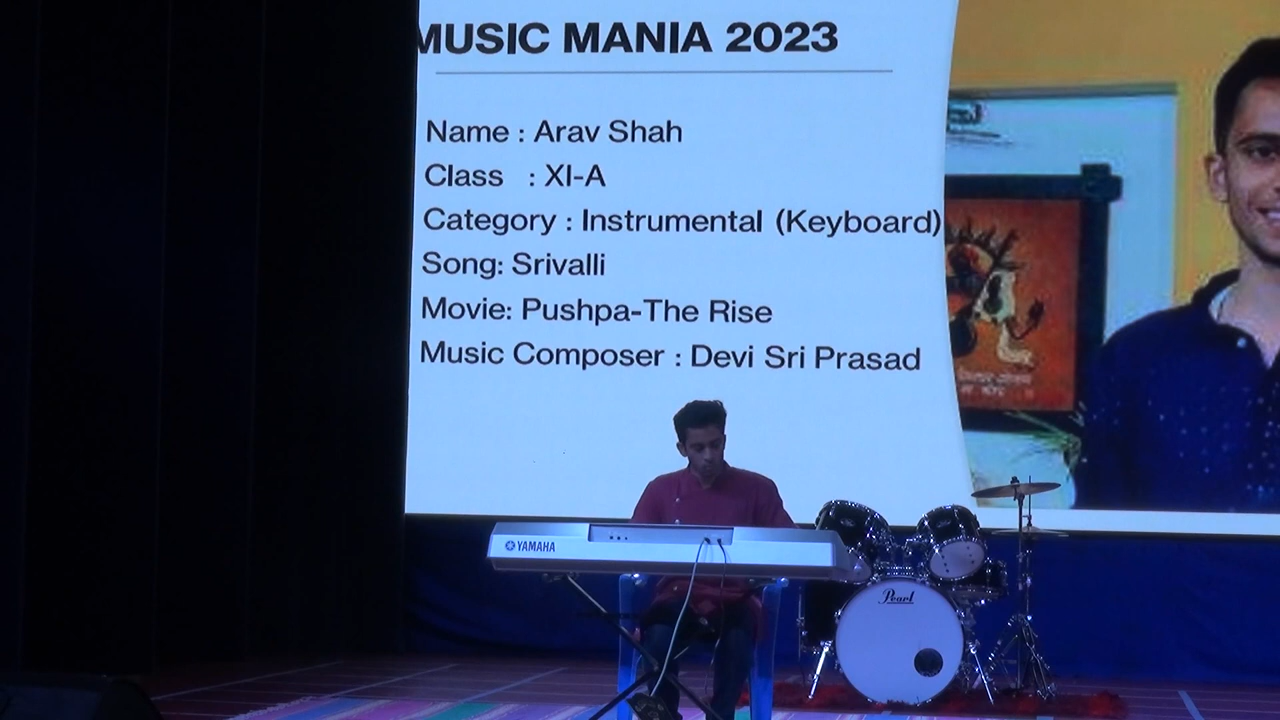 MUSIC MANIA 2023
Name : Arav Shah
Class : XI-A
Category : Instrumental (Keyboard)
Song: Srivalli
Movie: Pushpa-The Rise
Music Composer : Devi Sri Prasad
YAMAHA
Pearl